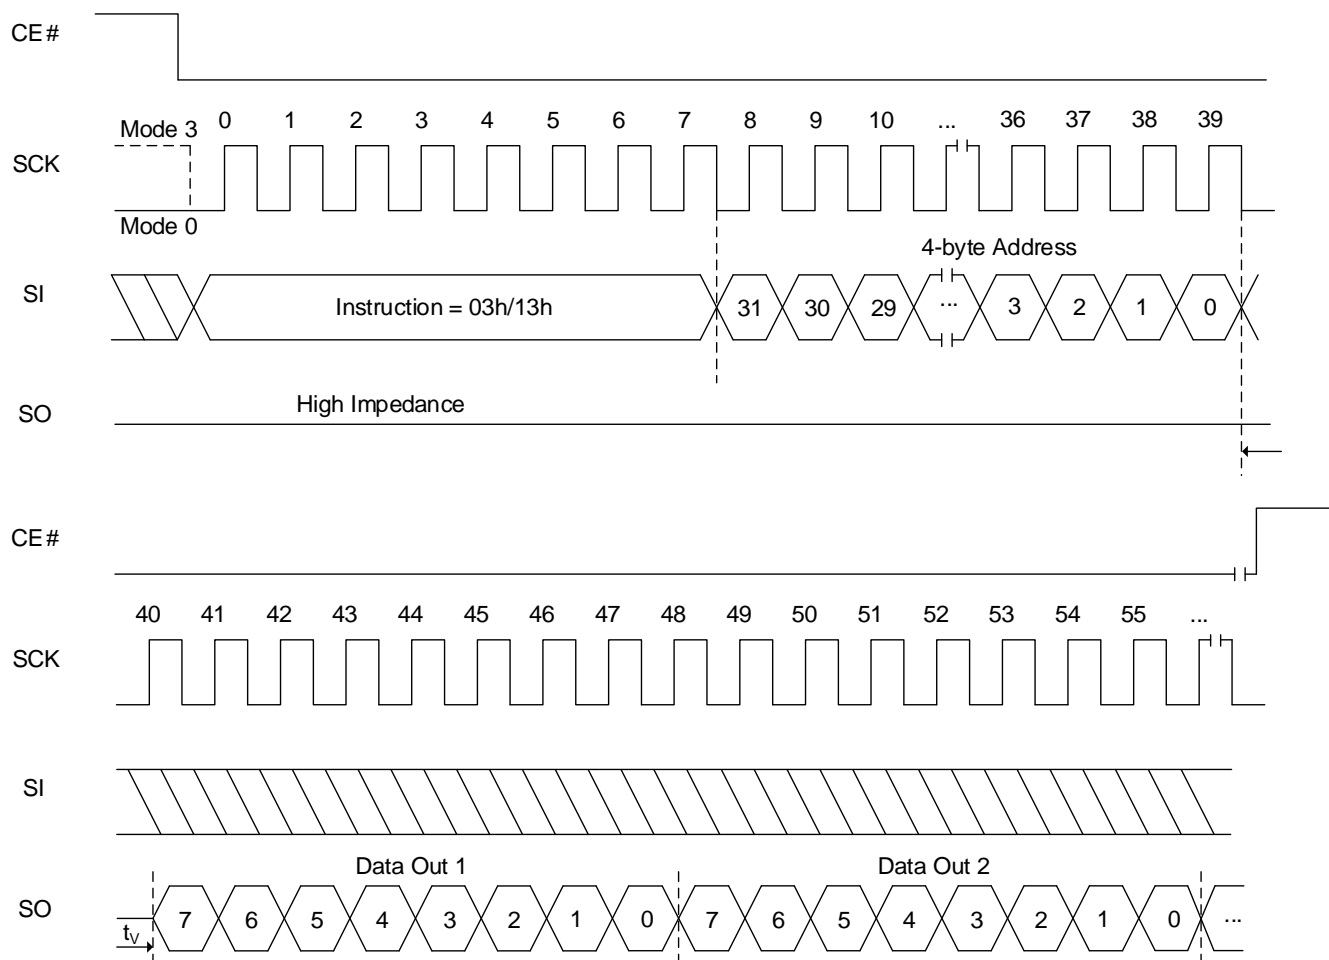 CE#
0 1 2 3 4 5 6 7 8 9 10 ... 36 37 38 39
Mode 3
SCK
Mode 0
4-byte Address
SI
Instruction = 03h/13h 31 30 29 ... 3 2 1 0
High Impedance
SO
CE#
40 41 42 43 44 45 46 47 48 49 50 51 52 53 54 55 ...
SCK
SI
Data Out 1 Data Out 2
SO
7 6 5 4 3 2 1 0 7 6 5 4 3 2 1 0 ...
tV